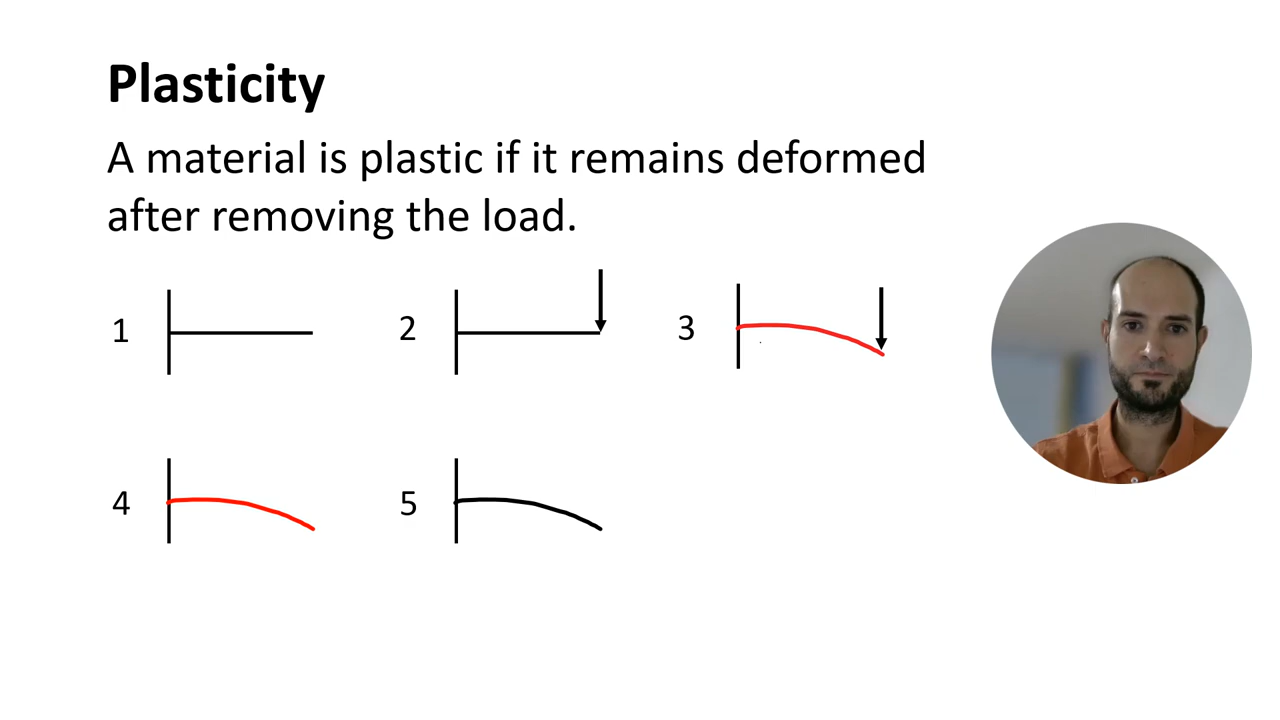 Plasticity
A material is plastic if it remains deformed
after removing the load.
1
2
3
4
5